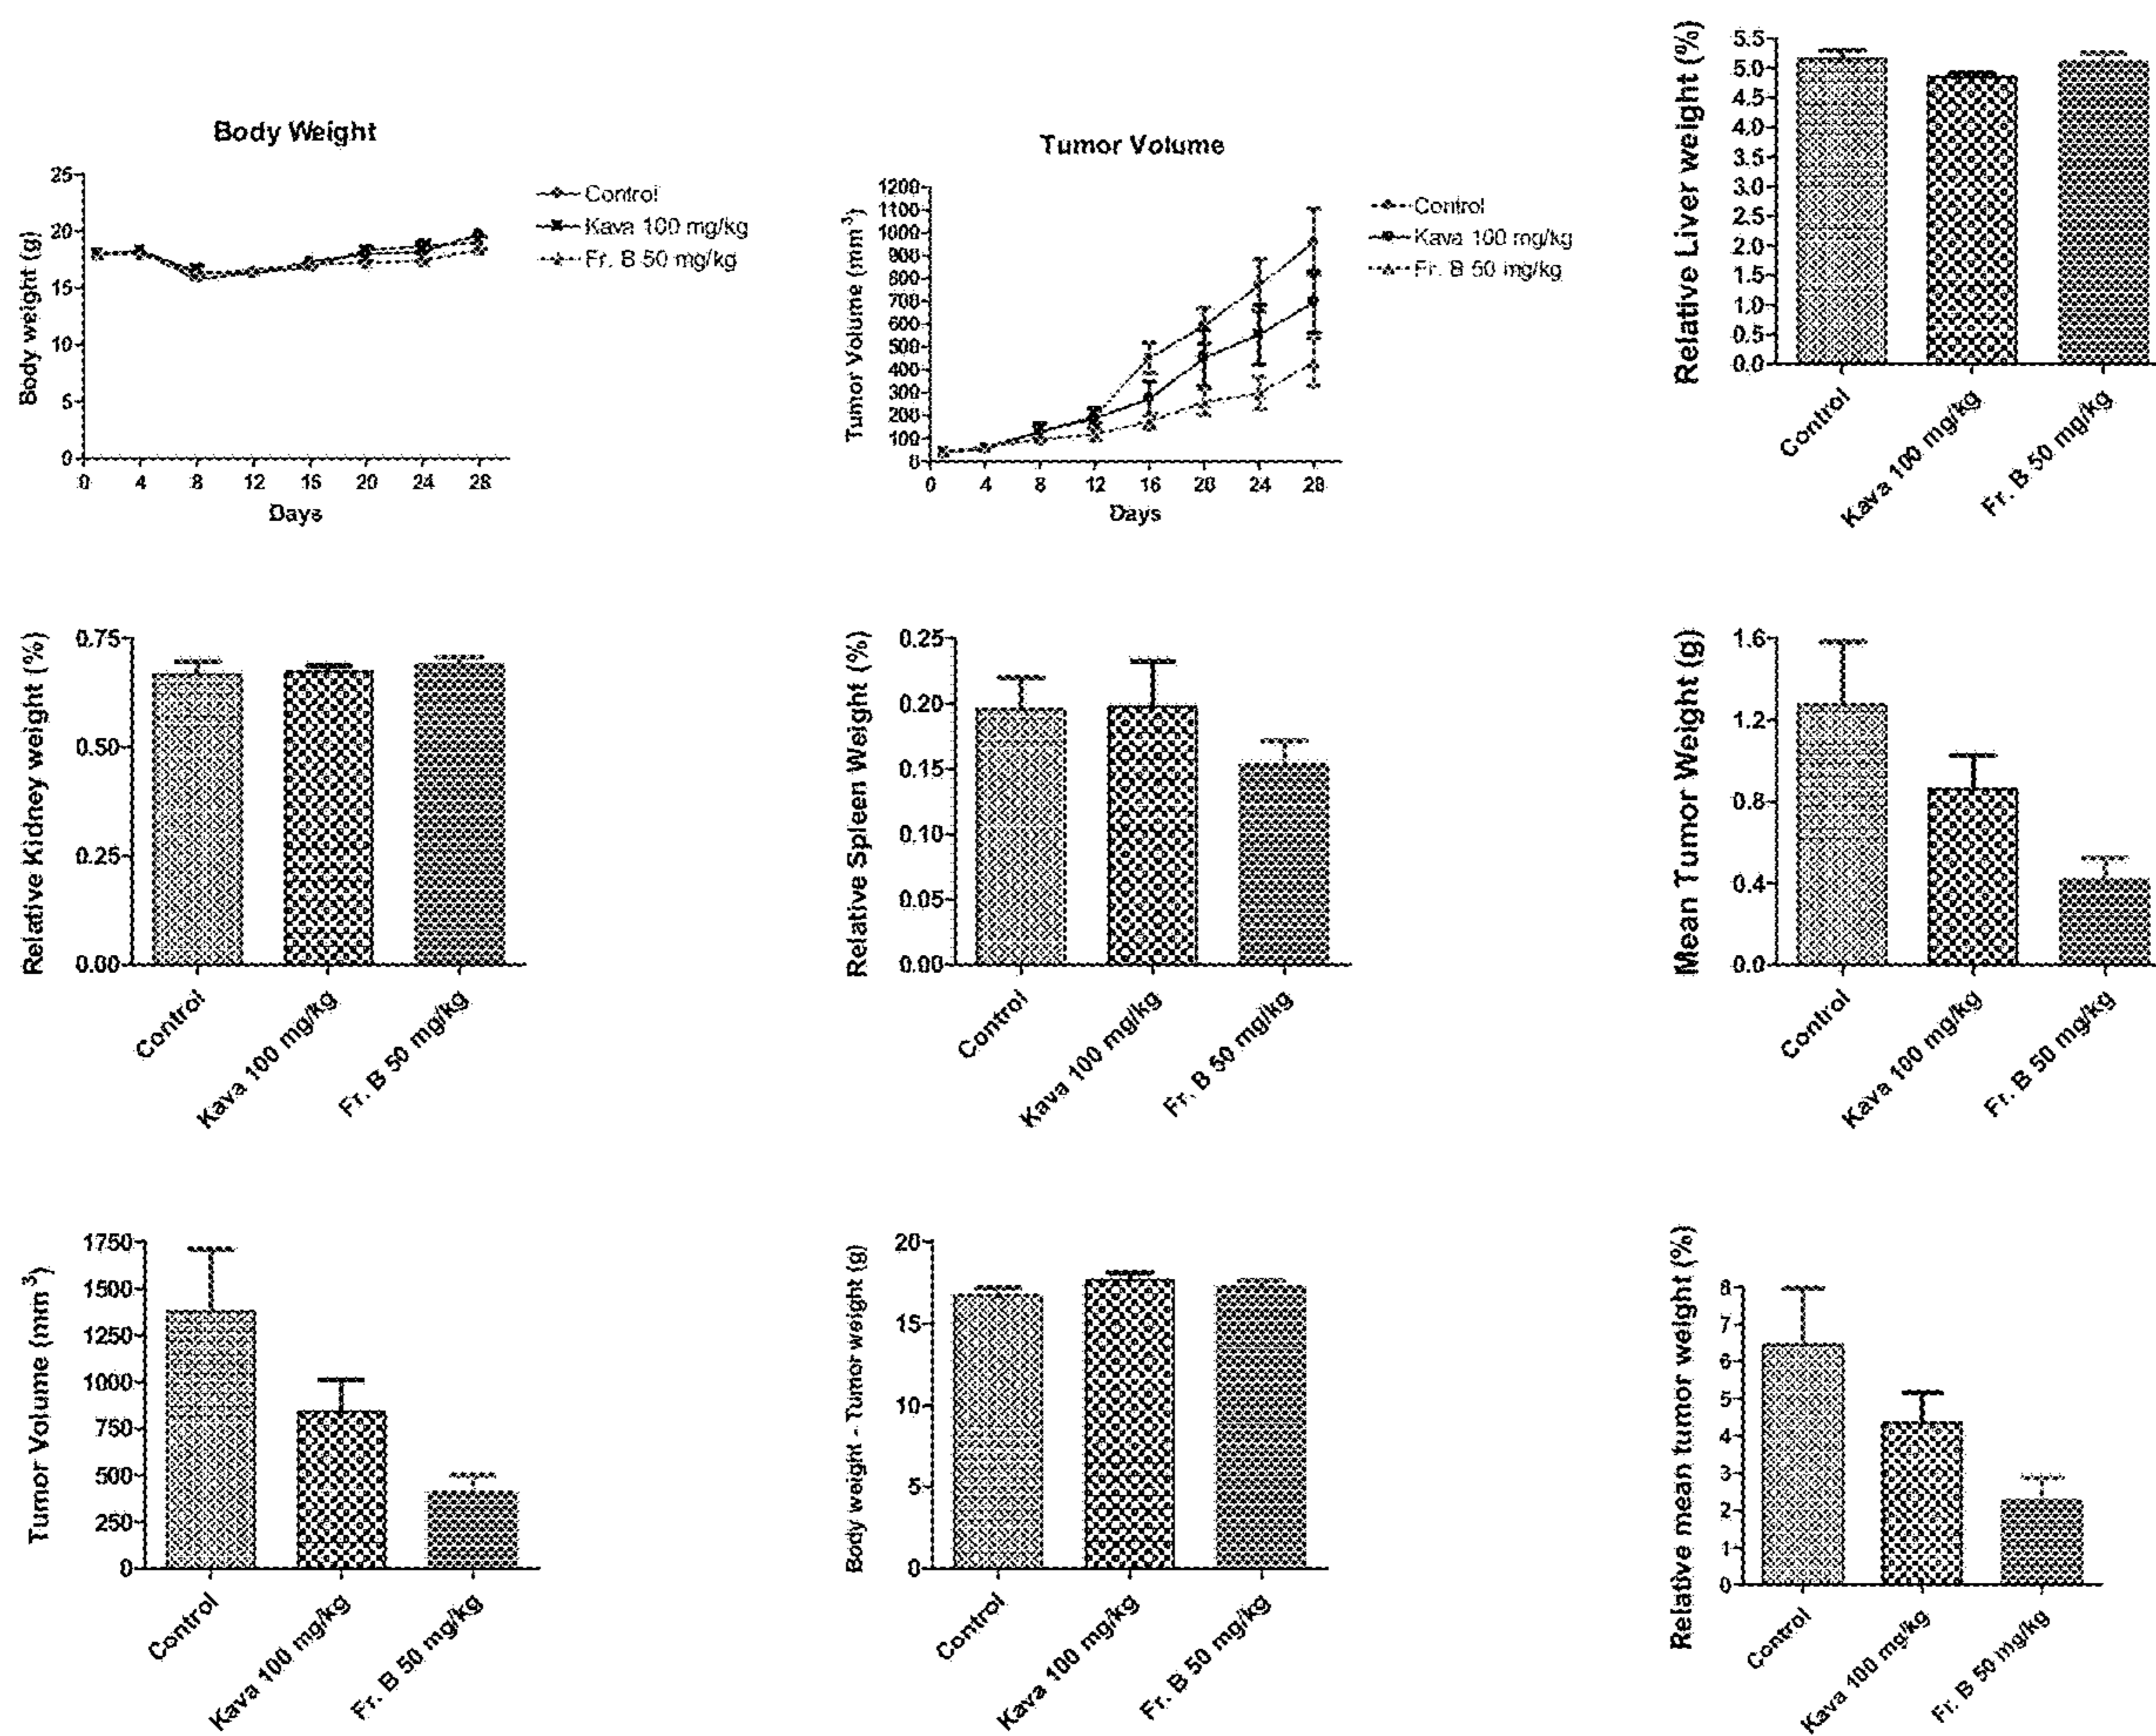 Body Weight
Body weight (g)
25
20
15
10
5
0
0 4 8 12 16 20 24 28
Days
Control
Kava 100 mg/kg
Fr. B 50 mg/kg
Tumor Volume
Tumor Volume (mm³)
1200
1100
1000
900
800
700
600
500
400
300
200
100
0
0 4 8 12 16 20 24 28
Days
Control
Kava 100 mg/kg
Fr. B 50 mg/kg
Relative Liver weight (%)
5.5
5.0
4.5
4.0
3.5
3.0
2.5
2.0
1.5
1.0
0.5
0.0
Control
Kava 100 mg/kg
Fr. B 50 mg/kg
Relative Kidney weight (%)
0.75
0.50
0.25
0.00
Control
Kava 100 mg/kg
Fr. B 50 mg/kg
Relative Spleen Weight (%)
0.25
0.20
0.15
0.10
0.05
0.00
Control
Kava 100 mg/kg
Fr. B 50 mg/kg
Mean Tumor Weight (g)
1.6
1.2
0.8
0.4
0.0
Control
Kava 100 mg/kg
Fr. B 50 mg/kg
Tumor Volume (mm³)
1750
1500
1250
1000
750
500
250
0
Control
Kava 100 mg/kg
Fr. B 50 mg/kg
Body weight - Tumor weight (g)
20
15
10
5
0
Control
Kava 100 mg/kg
Fr. B 50 mg/kg
Relative mean tumor weight (%)
8
7
6
5
4
3
2
1
0
Control
Kava 100 mg/kg
Fr. B 50 mg/kg